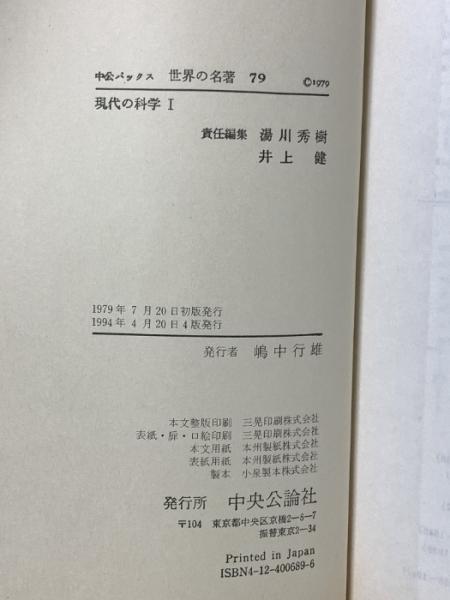 中公バックス 世界の名著 79 ©1979
現代の科学 I
責任編集 湯川秀樹
井上 健
1979年 7月20日初版発行
1994年 4月20日4版発行
発行者 嶋中行雄
本文整版印刷 三晃印刷株式会社
表紙・扉・口絵印刷 三晃印刷株式会社
本文用紙 本州製紙株式会社
表紙用紙 本州製紙株式会社
製本 小泉製本株式会社
発行所 中央公論社
〒104 東京都中央区京橋2-8-7
振替東京2-34
Printed in Japan
ISBN4-12-400689-6